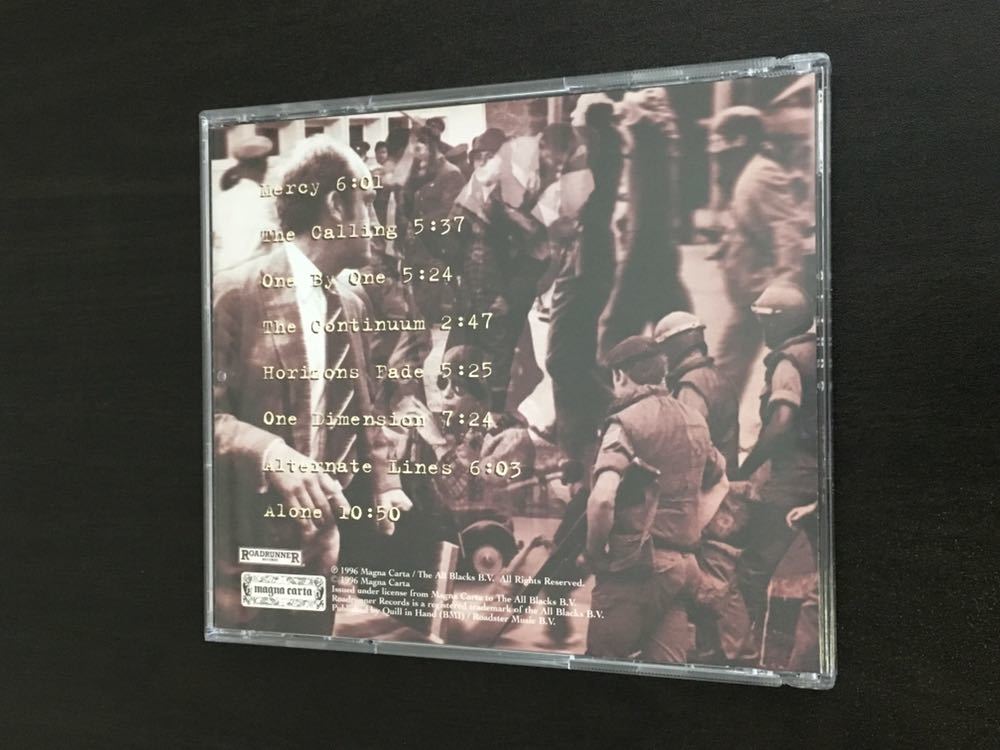 Mercy 6:01
The Calling 5:37
One By One 5:24
The Continuum 2:47
Horizons Fade 5:25
One Dimension 7:24
Alternate Lines 6:03
Alone 10:50
ROADRUNNER
RECORDS
magna carta
℗ 1996 Magna Carta / The All Blacks B.V. All Rights Reserved.
© 1996 Magna Carta
Issued under license from Magna Carta to The All Blacks B.V.
Roadrunner Records is a registered trademark of the All Blacks B.V.
Published by Quill in Hand (BMI) / Roadster Music B.V.